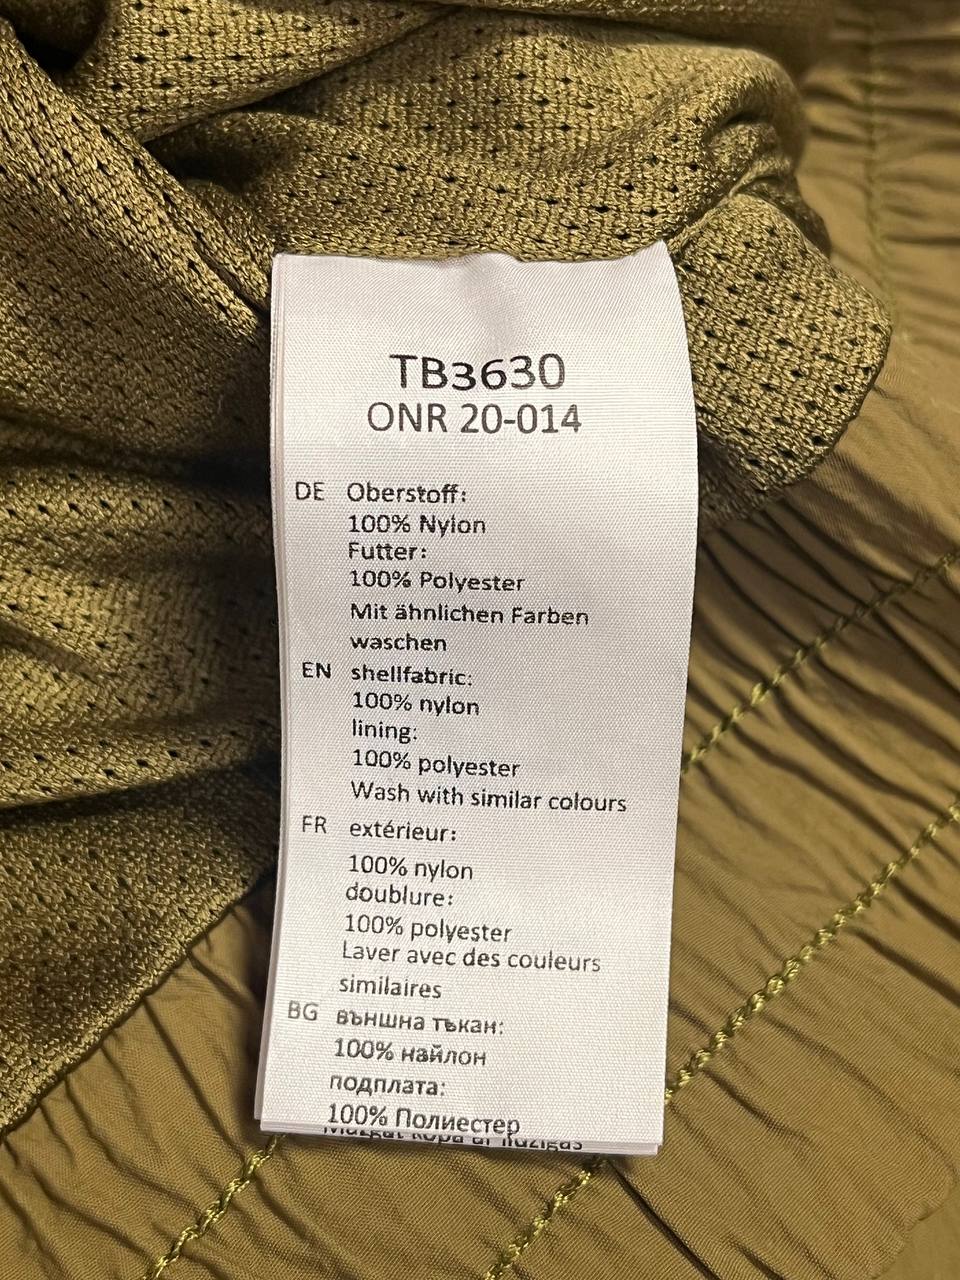 TB3630
ONR 20-014
DE Oberstoff:
100% Nylon
Futter:
100% Polyester
Mit ähnlichen Farben
waschen
EN shellfabric:
100% nylon
lining:
100% polyester
Wash with similar colours
FR extérieur:
100% nylon
doublure:
100% polyester
Laver avec des couleurs
similaires
BG външна тъкан:
100% найлон
подплата:
100% Полиестер